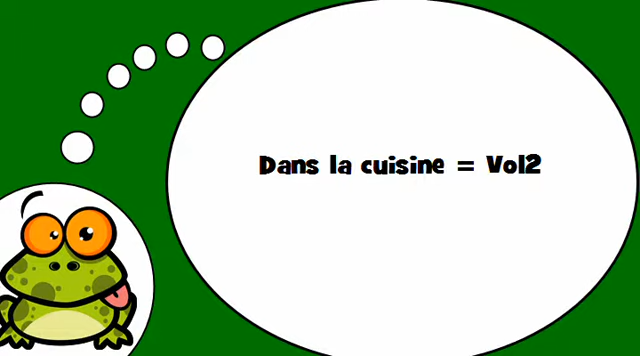 Dans la cuisine = Vol2